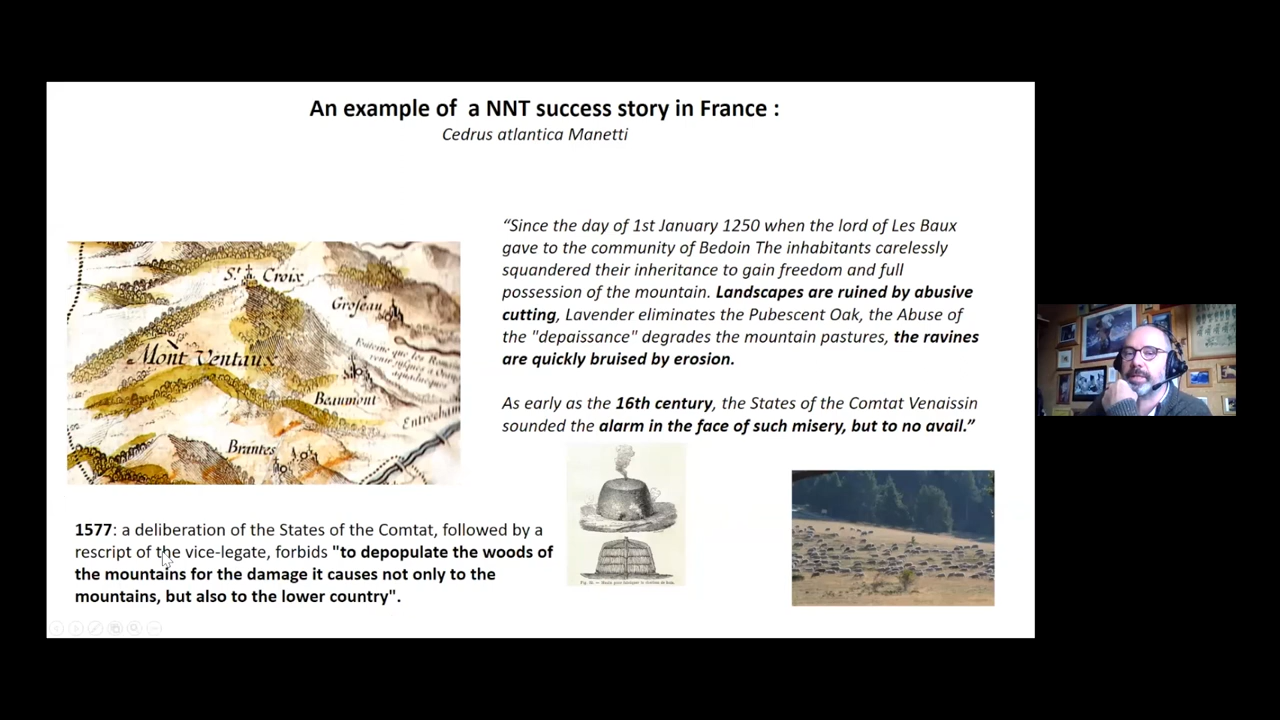 An example of a NNT success story in France :
Cedrus atlantica Manetti
“Since the day of 1st January 1250 when the lord of Les Baux
gave to the community of Bedoin The inhabitants carelessly
squandered their inheritance to gain freedom and full
possession of the mountain. Landscapes are ruined by abusive
cutting, Lavender eliminates the Pubescent Oak, the Abuse of
the "depaissance" degrades the mountain pastures, the ravines
are quickly bruised by erosion.
As early as the 16th century, the States of the Comtat Venaissin
sounded the alarm in the face of such misery, but to no avail.”
St. Croix
Groseau
Mont Ventaux
Beaumont
Brantes
1577: a deliberation of the States of the Comtat, followed by a
rescript of the vice-legate, forbids "to depopulate the woods of
the mountains for the damage it causes not only to the
mountains, but also to the lower country".